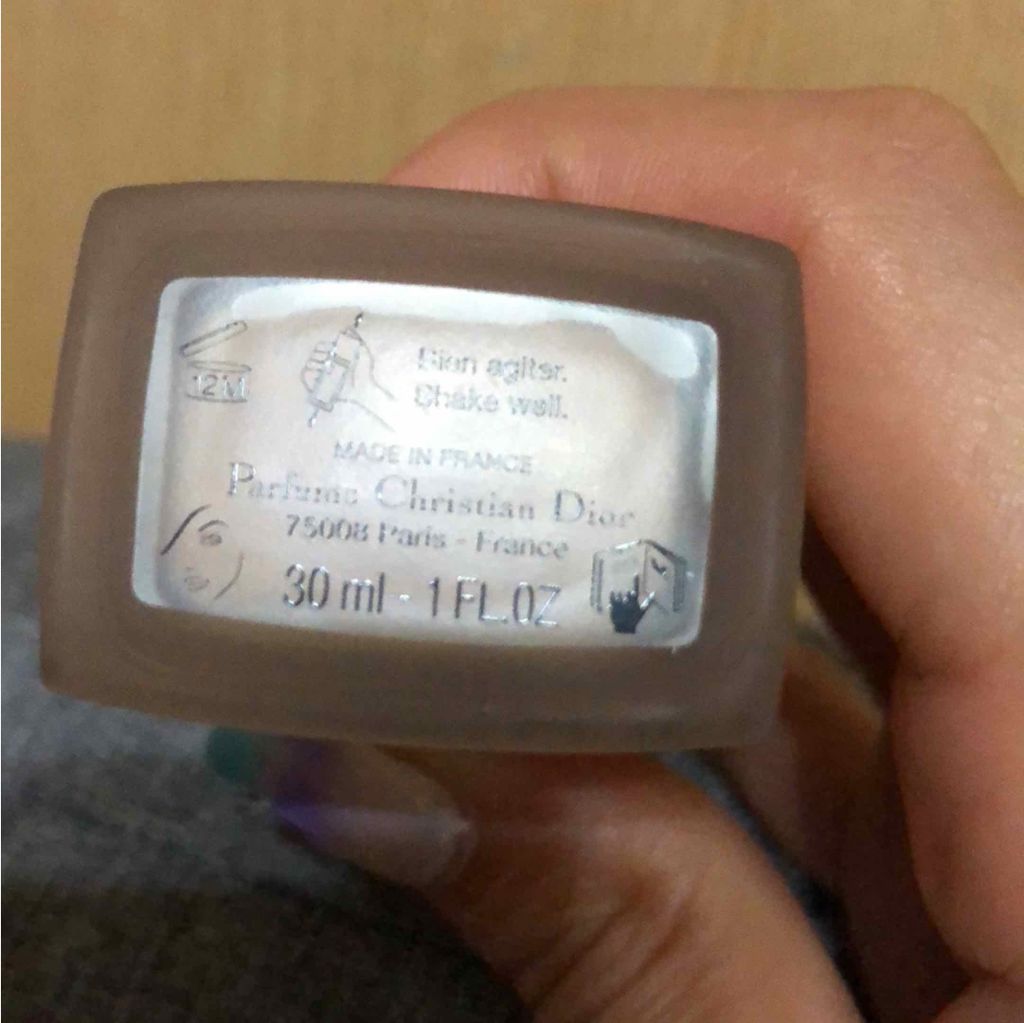 12M
Bien agiter.
Shake well.
MADE IN FRANCE
Parfums Christian Dior
75008 Paris - France
30 ml - 1 FL.OZ